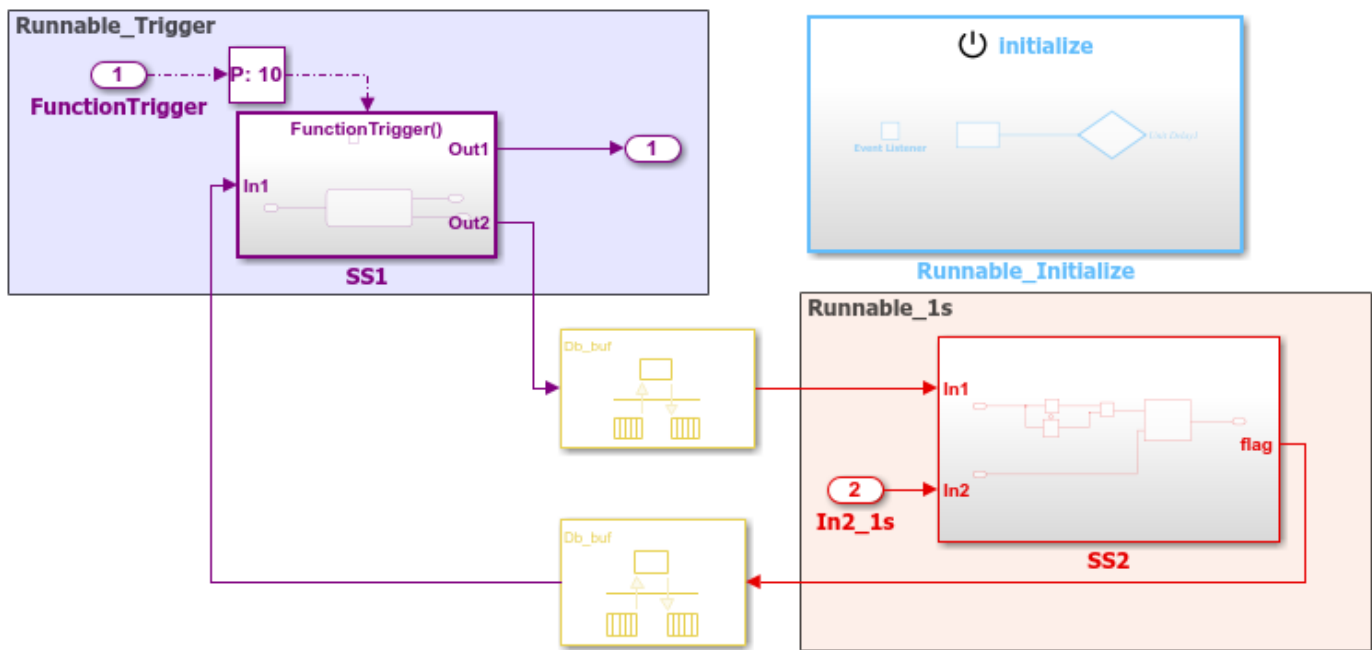 Runnable_Trigger
1
P: 10
FunctionTrigger
FunctionTrigger()
Out1
1
In1
Out2
SS1
initialize
Event Listener
Unit Delay1
Runnable_Initialize
Runnable_1s
Db_buf
In1
flag
2
In2
In2_1s
SS2
Db_buf